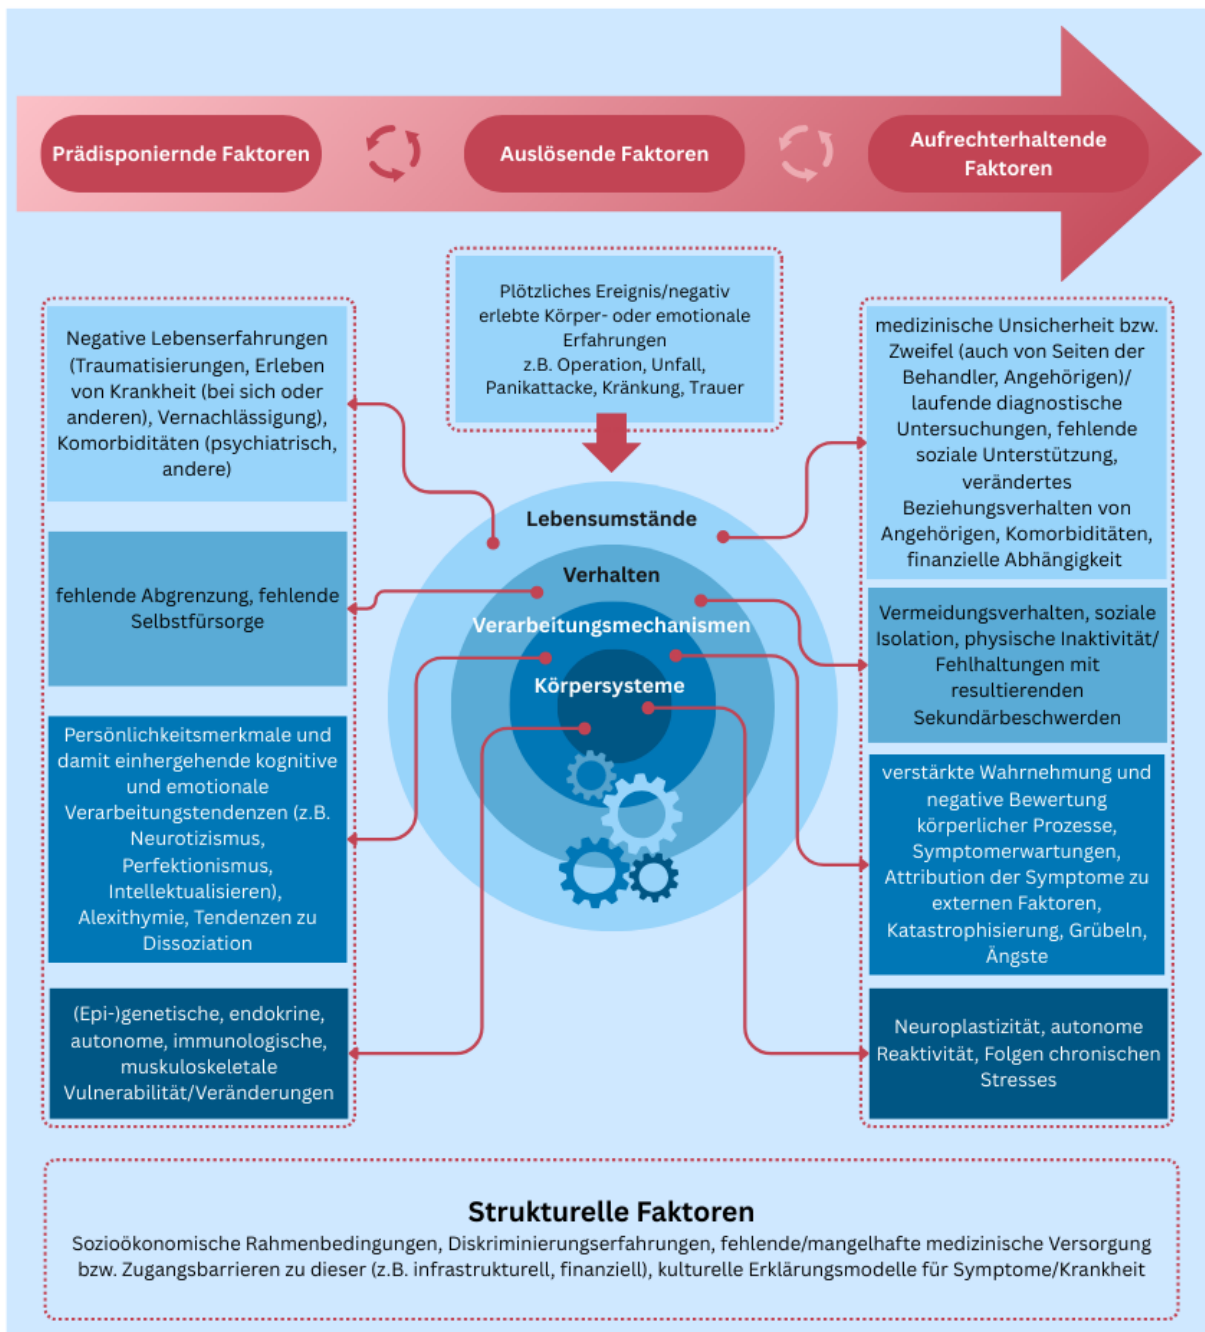 Prädisponiernde Faktoren
Auslösende Faktoren
Aufrechterhaltende
Faktoren
Negative Lebenserfahrungen
(Traumatisierungen, Erleben
von Krankheit (bei sich oder
anderen), Vernachlässigung),
Komorbiditäten (psychiatrisch,
andere)
fehlende Abgrenzung, fehlende
Selbstfürsorge
Persönlichkeitsmerkmale und
damit einhergehende kognitive
und emotionale
Verarbeitungstendenzen (z.B.
Neurotizismus,
Perfektionismus,
Intellektualisieren),
Alexithymie, Tendenzen zu
Dissoziation
(Epi-)genetische, endokrine,
autonome, immunologische,
muskuloskeletale
Vulnerabilität/Veränderungen
Plötzliches Ereignis/negativ
erlebte Körper- oder emotionale
Erfahrungen
z.B. Operation, Unfall,
Panikattacke, Kränkung, Trauer
Lebensumstände
Verhalten
Verarbeitungsmechanismen
Körpersysteme
medizinische Unsicherheit bzw.
Zweifel (auch von Seiten der
Behandler, Angehörigen)/
laufende diagnostische
Untersuchungen, fehlende
soziale Unterstützung,
verändertes
Beziehungsverhalten von
Angehörigen, Komorbiditäten,
finanzielle Abhängigkeit
Vermeidungsverhalten, soziale
Isolation, physische Inaktivität/
Fehlhaltungen mit
resultierenden
Sekundärbeschwerden
verstärkte Wahrnehmung und
negative Bewertung
körperlicher Prozesse,
Symptomerwartungen,
Attribution der Symptome zu
externen Faktoren,
Katastrophisierung, Grübeln,
Ängste
Neuroplastizität, autonome
Reaktivität, Folgen chronischen
Stresses
Strukturelle Faktoren
Sozioökonomische Rahmenbedingungen, Diskriminierungserfahrungen, fehlende/mangelhafte medizinische Versorgung
bzw. Zugangsbarrieren zu dieser (z.B. infrastrukturell, finanziell), kulturelle Erklärungsmodelle für Symptome/Krankheit